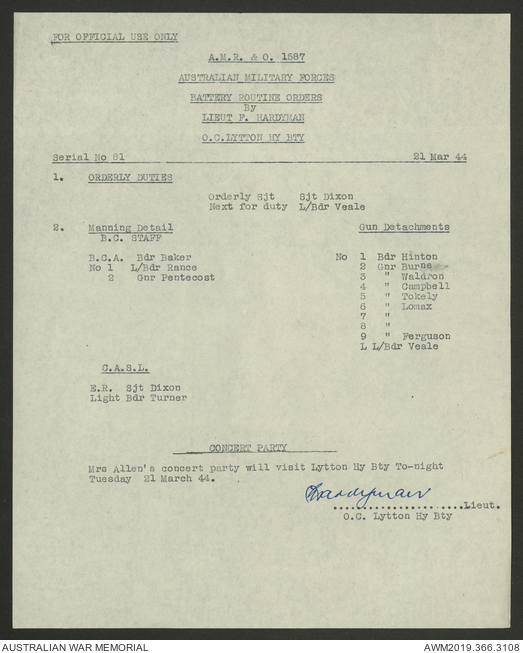 FOR OFFICIAL USE ONLY
A.M.R. & O. 1587
AUSTRALIAN MILITARY FORCES
BATTERY ROUTINE ORDERS
By
LIEUT F. HARDYMAN
O.C.LYTTON HY BTY
Serial No 81 21 Mar 44
1. ORDERLY DUTIES
Orderly Sjt Sjt Dixon
Next for duty L/Bdr Veale
2. Manning Detail
B.C. STAFF
B.C.A. Bdr Baker
No 1 L/Bdr Rance
2 Gnr Pentecost
Gun Detachments
No 1 Bdr Hinton
2 Gnr Burns
3 " Waldron
4 " Campbell
5 " Tokely
6 " Lomax
7 "
8 "
9 " Ferguson
L L/Bdr Veale
C.A.S.L.
E.R. Sjt Dixon
Light Bdr Turner
CONCERT PARTY
Mrs Allen's concert party will visit Lytton Hy Bty To-night
Tuesday 21 March 44.
Hardyman
......................Lieut.
O.C. Lytton Hy Bty
AUSTRALIAN WAR MEMORIAL AWM2019.366.3108